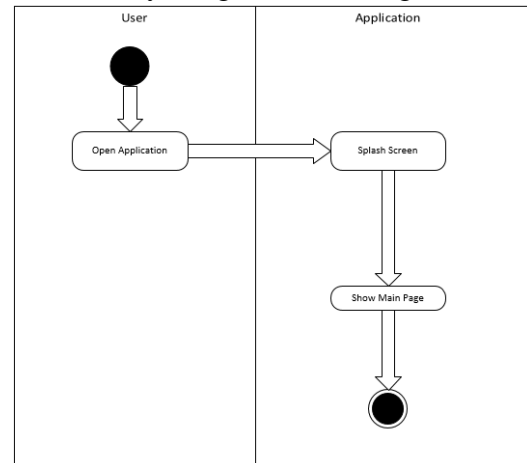 User
Application
Open Application
Splash Screen
Show Main Page